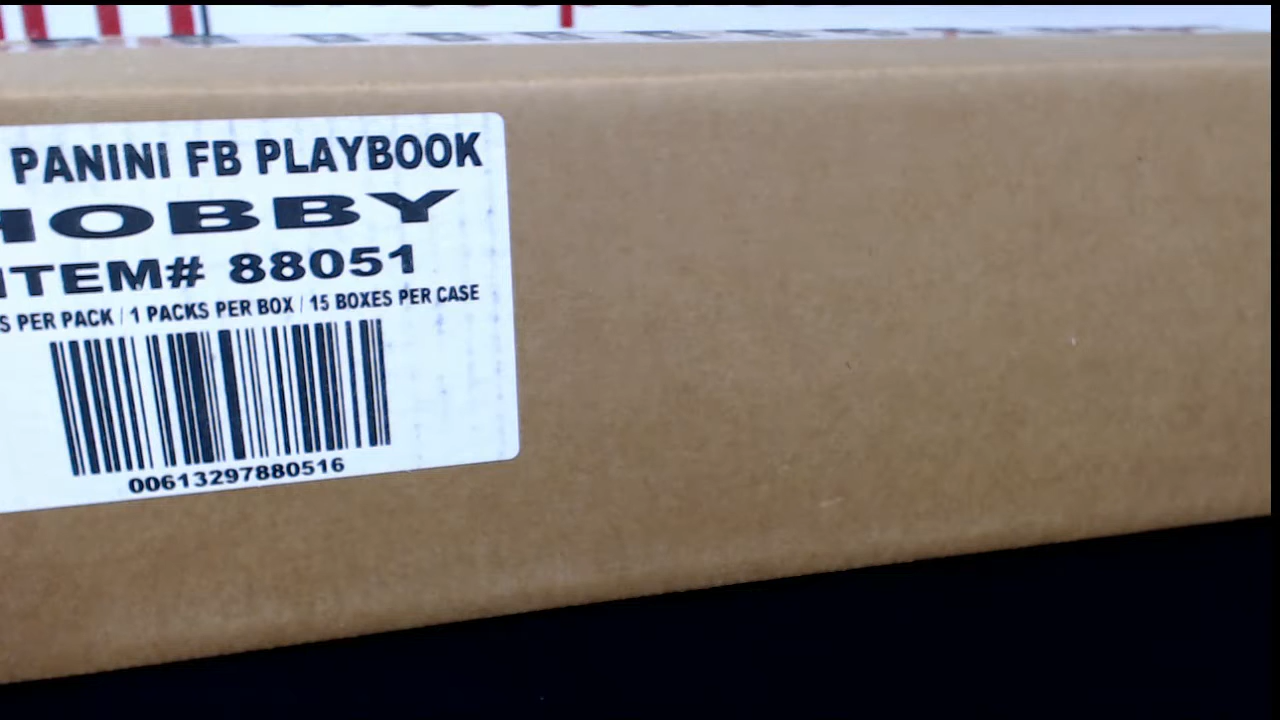 PANINI FB PLAYBOOK
HOBBY
ITEM# 88051
S PER PACK / 1 PACKS PER BOX / 15 BOXES PER CASE
00613297880516